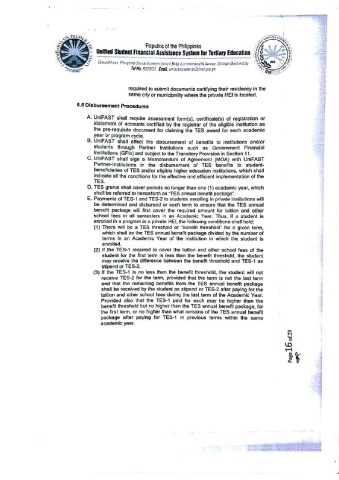 Republic of the Philippines
Unified Student Financial Assistance System for Tertiary Education
required to submit documents certifying their residency in the
same city or municipality where the private HEI is located.
6.5 Disbursement Procedures
A. UniFAST shall require assessment form(s), certificate(s) of registration or
statement of accounts certified by the registrar of the eligible institution as
the pre-requisite document for claiming the TES award for each academic
year or program cycle.
B. UniFAST shall effect the disbursement of benefits to institutions and/or
students through Partner Institutions such as Government Financial
Institutions (GFIs) and subject to the Transitory Provision in Section 11.
C. UniFAST shall sign a Memorandum of Agreement (MOA) with UniFAST
Partner-Institutions in the disbursement of TES benefits to student-
beneficiaries of TES and/or eligible higher education institutions, which shall
indicate all the conditions for the effective and efficient implementation of the
TES.
D. TES grants shall cover periods no longer than one (1) academic year, which
shall be referred to henceforth as "TES annual benefit package".
E. Payments of TES-1 and TES-2 to students enrolling in private institutions will
be determined and disbursed on each term to ensure that the TES annual
benefit package will first cover the required amount for tuition and other
school fees in all semesters in an Academic Year. Thus, if a student is
enrolled in a program in a private HEI, the following conditions shall hold:
(1) There will be a TES threshold or "benefit threshold" for a given term,
which shall be the TES annual benefit package divided by the number of
terms in an Academic Year of the institution in which the student is
enrolled.
(2) If the TES-1 required to cover the tuition and other school fees of the
student for the first term is less than the benefit threshold, the student
may receive the difference between the benefit threshold and TES-1 as
stipend or TES-2.
(3) If the TES-1 is no less than the benefit threshold, the student will not
receive TES-2 for the term, provided that the term is not the last term
and that the remaining benefits from the TES annual benefit package
shall be received by the student as stipend or TES-2 after paying for the
tuition and other school fees during the last term of the Academic Year.
Provided also that the TES-1 paid for each may be higher than the
benefit threshold but no higher than the TES annual benefit package, for
the first term, or no higher than what remains of the TES annual benefit
package after paying for TES-1 in previous terms within the same
academic year.
Page 16 of 29